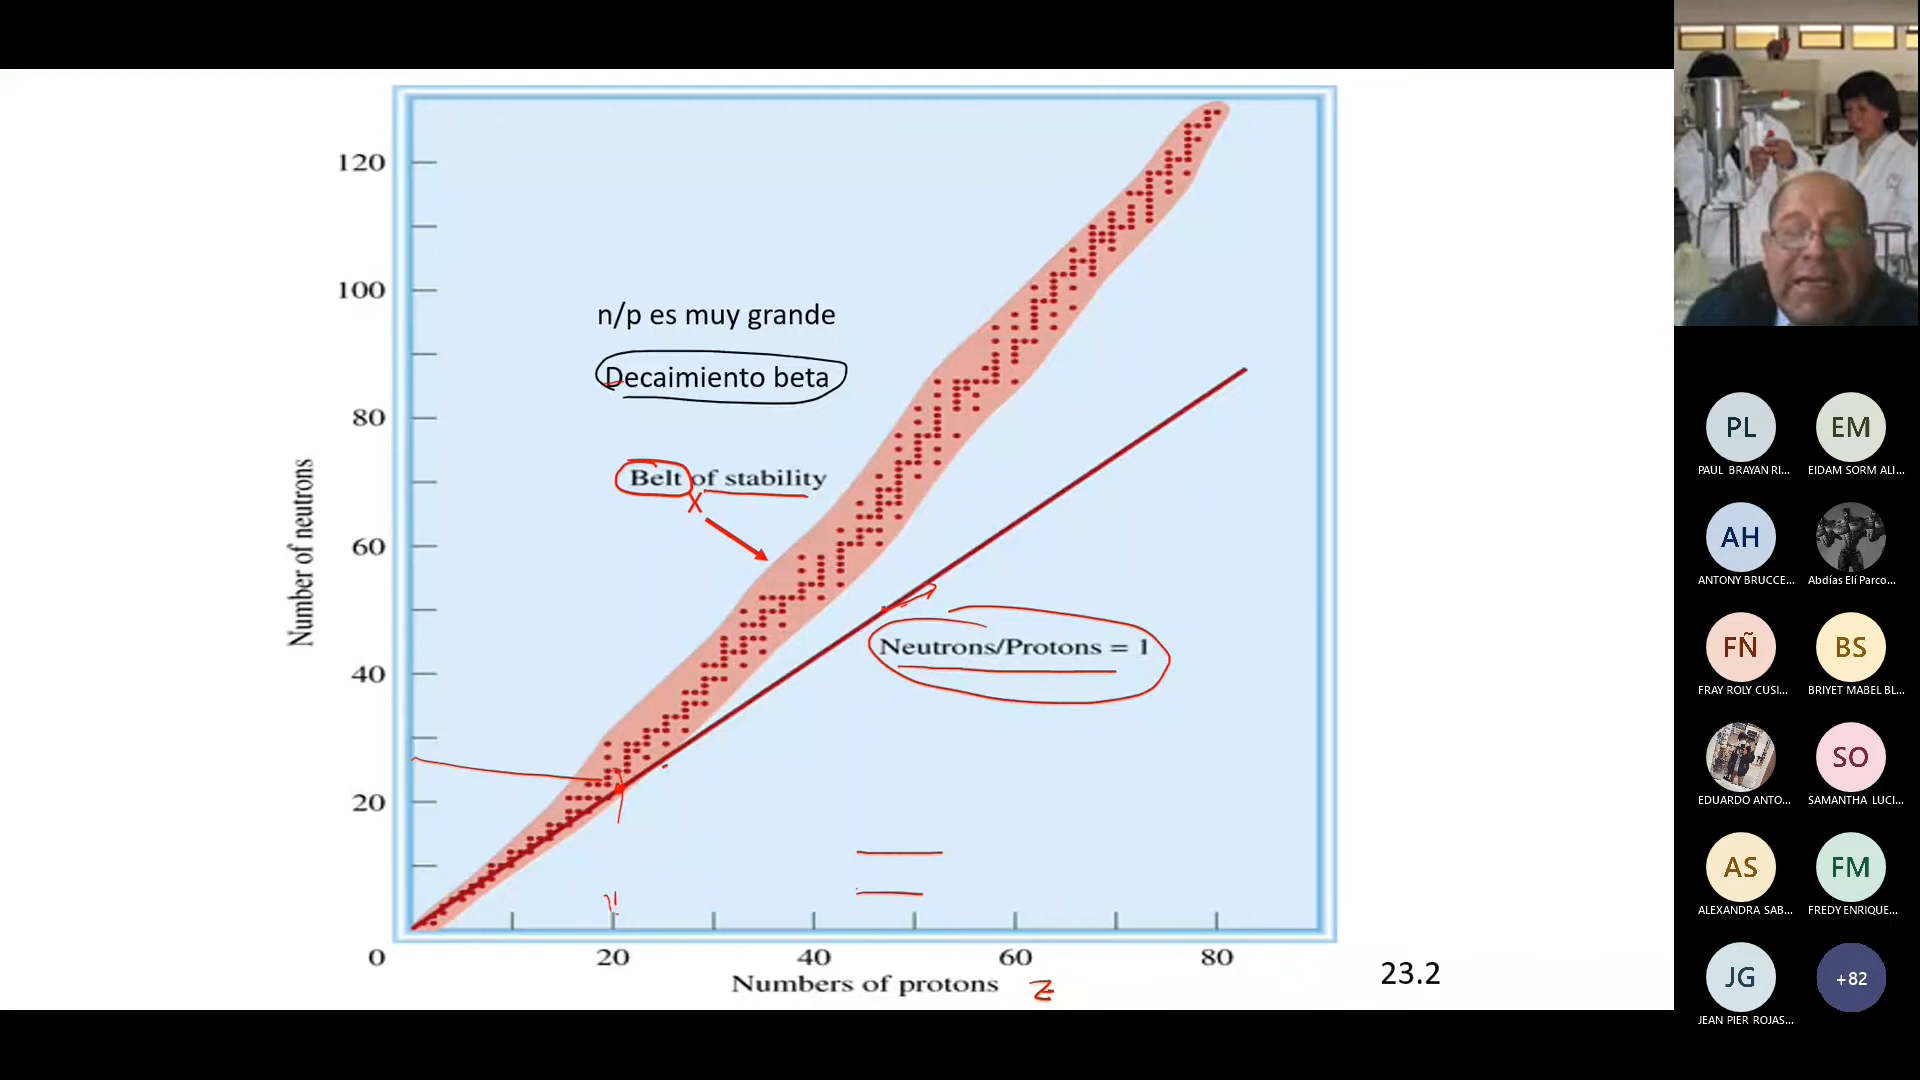 120
100
80
60
40
20
0
20
40
60
80
Number of neutrons
n/p es muy grande
Decaimiento beta
Belt of stability
X
Neutrons/Protons = 1
Numbers of protons Z
23.2
PL
PAUL BRAYAN RI...
EM
EIDAM SORM ALI...
AH
ANTONY BRUCCE...
Abdías Elí Parco...
FÑ
FRAY ROLY CUSI...
BS
BRIYET MABEL BL...
EDUARDO ANTO...
SO
SAMANTHA LUCI...
AS
ALEXANDRA SAB...
FM
FREDY ENRIQUE...
JG
JEAN PIER ROJAS...
+82